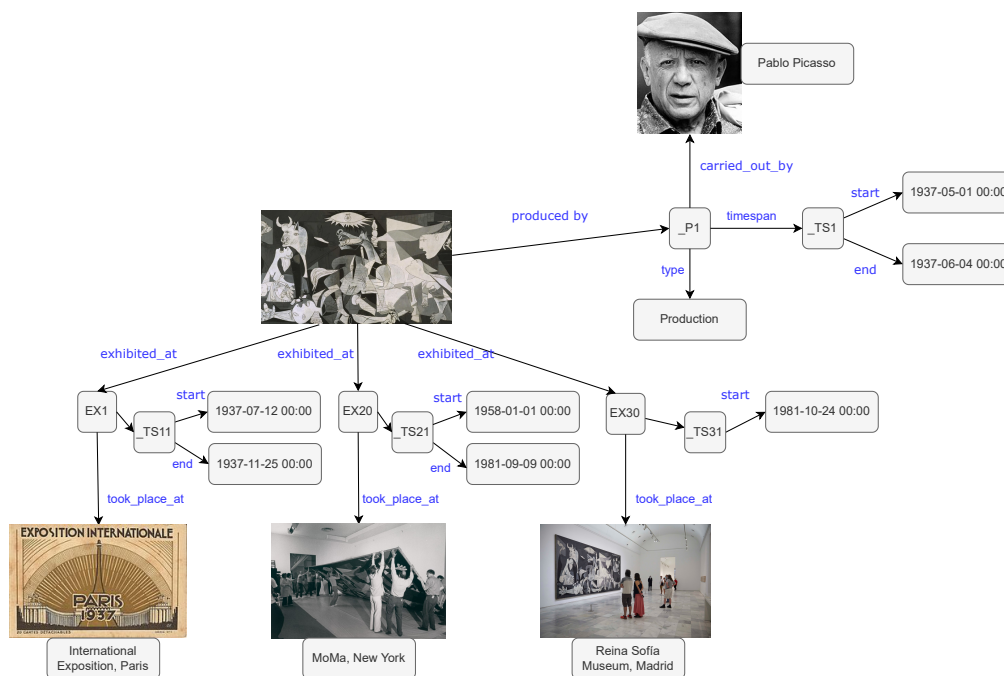 Pablo Picasso
carried_out_by
produced by
_P1
timespan
_TS1
start
1937-05-01 00:00
end
1937-06-04 00:00
type
Production
exhibited_at
exhibited_at
exhibited_at
EX1
_TS11
start
1937-07-12 00:00
end
1937-11-25 00:00
EX20
_TS21
start
1958-01-01 00:00
end
1981-09-09 00:00
EX30
_TS31
start
1981-10-24 00:00
took_place_at
took_place_at
took_place_at
EXPOSITION INTERNATIONALE
PARIS
1937
International
Exposition, Paris
MoMa, New York
Reina Sofía
Museum, Madrid